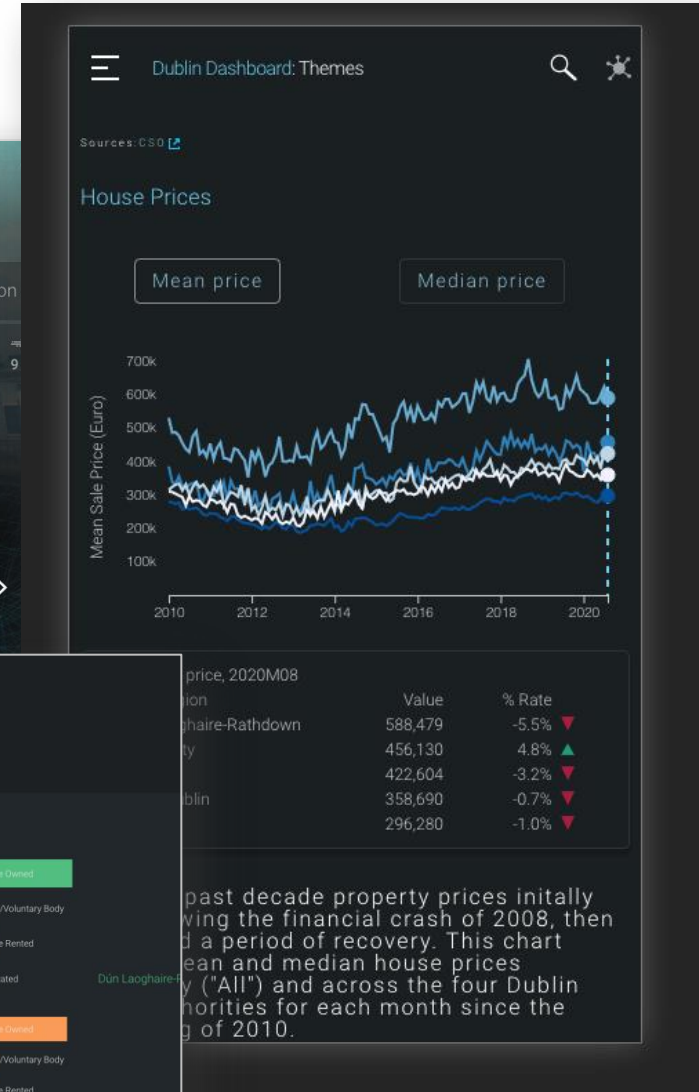 Dublin Dashboard: Themes
Sources: CSO
House Prices
Mean price
Median price
on
9
Mean Sale Price (Euro)
700k
600k
500k
400k
300k
200k
100k
2010 2012 2014 2016 2018 2020
price, 2020M08
ion Value % Rate
ghaire-Rathdown 588,479 -5.5%
ty 456,130 4.8%
422,604 -3.2%
blin 358,690 -0.7%
296,280 -1.0%
past decade property prices initally
wing the financial crash of 2008, then
d a period of recovery. This chart
ean and median house prices
y ("All") and across the four Dublin
horities for each month since the
g of 2010.
e Owned
/Voluntary Body
e Rented
ated
Dún Laoghaire-
e Owned
/Voluntary Body
e Rented